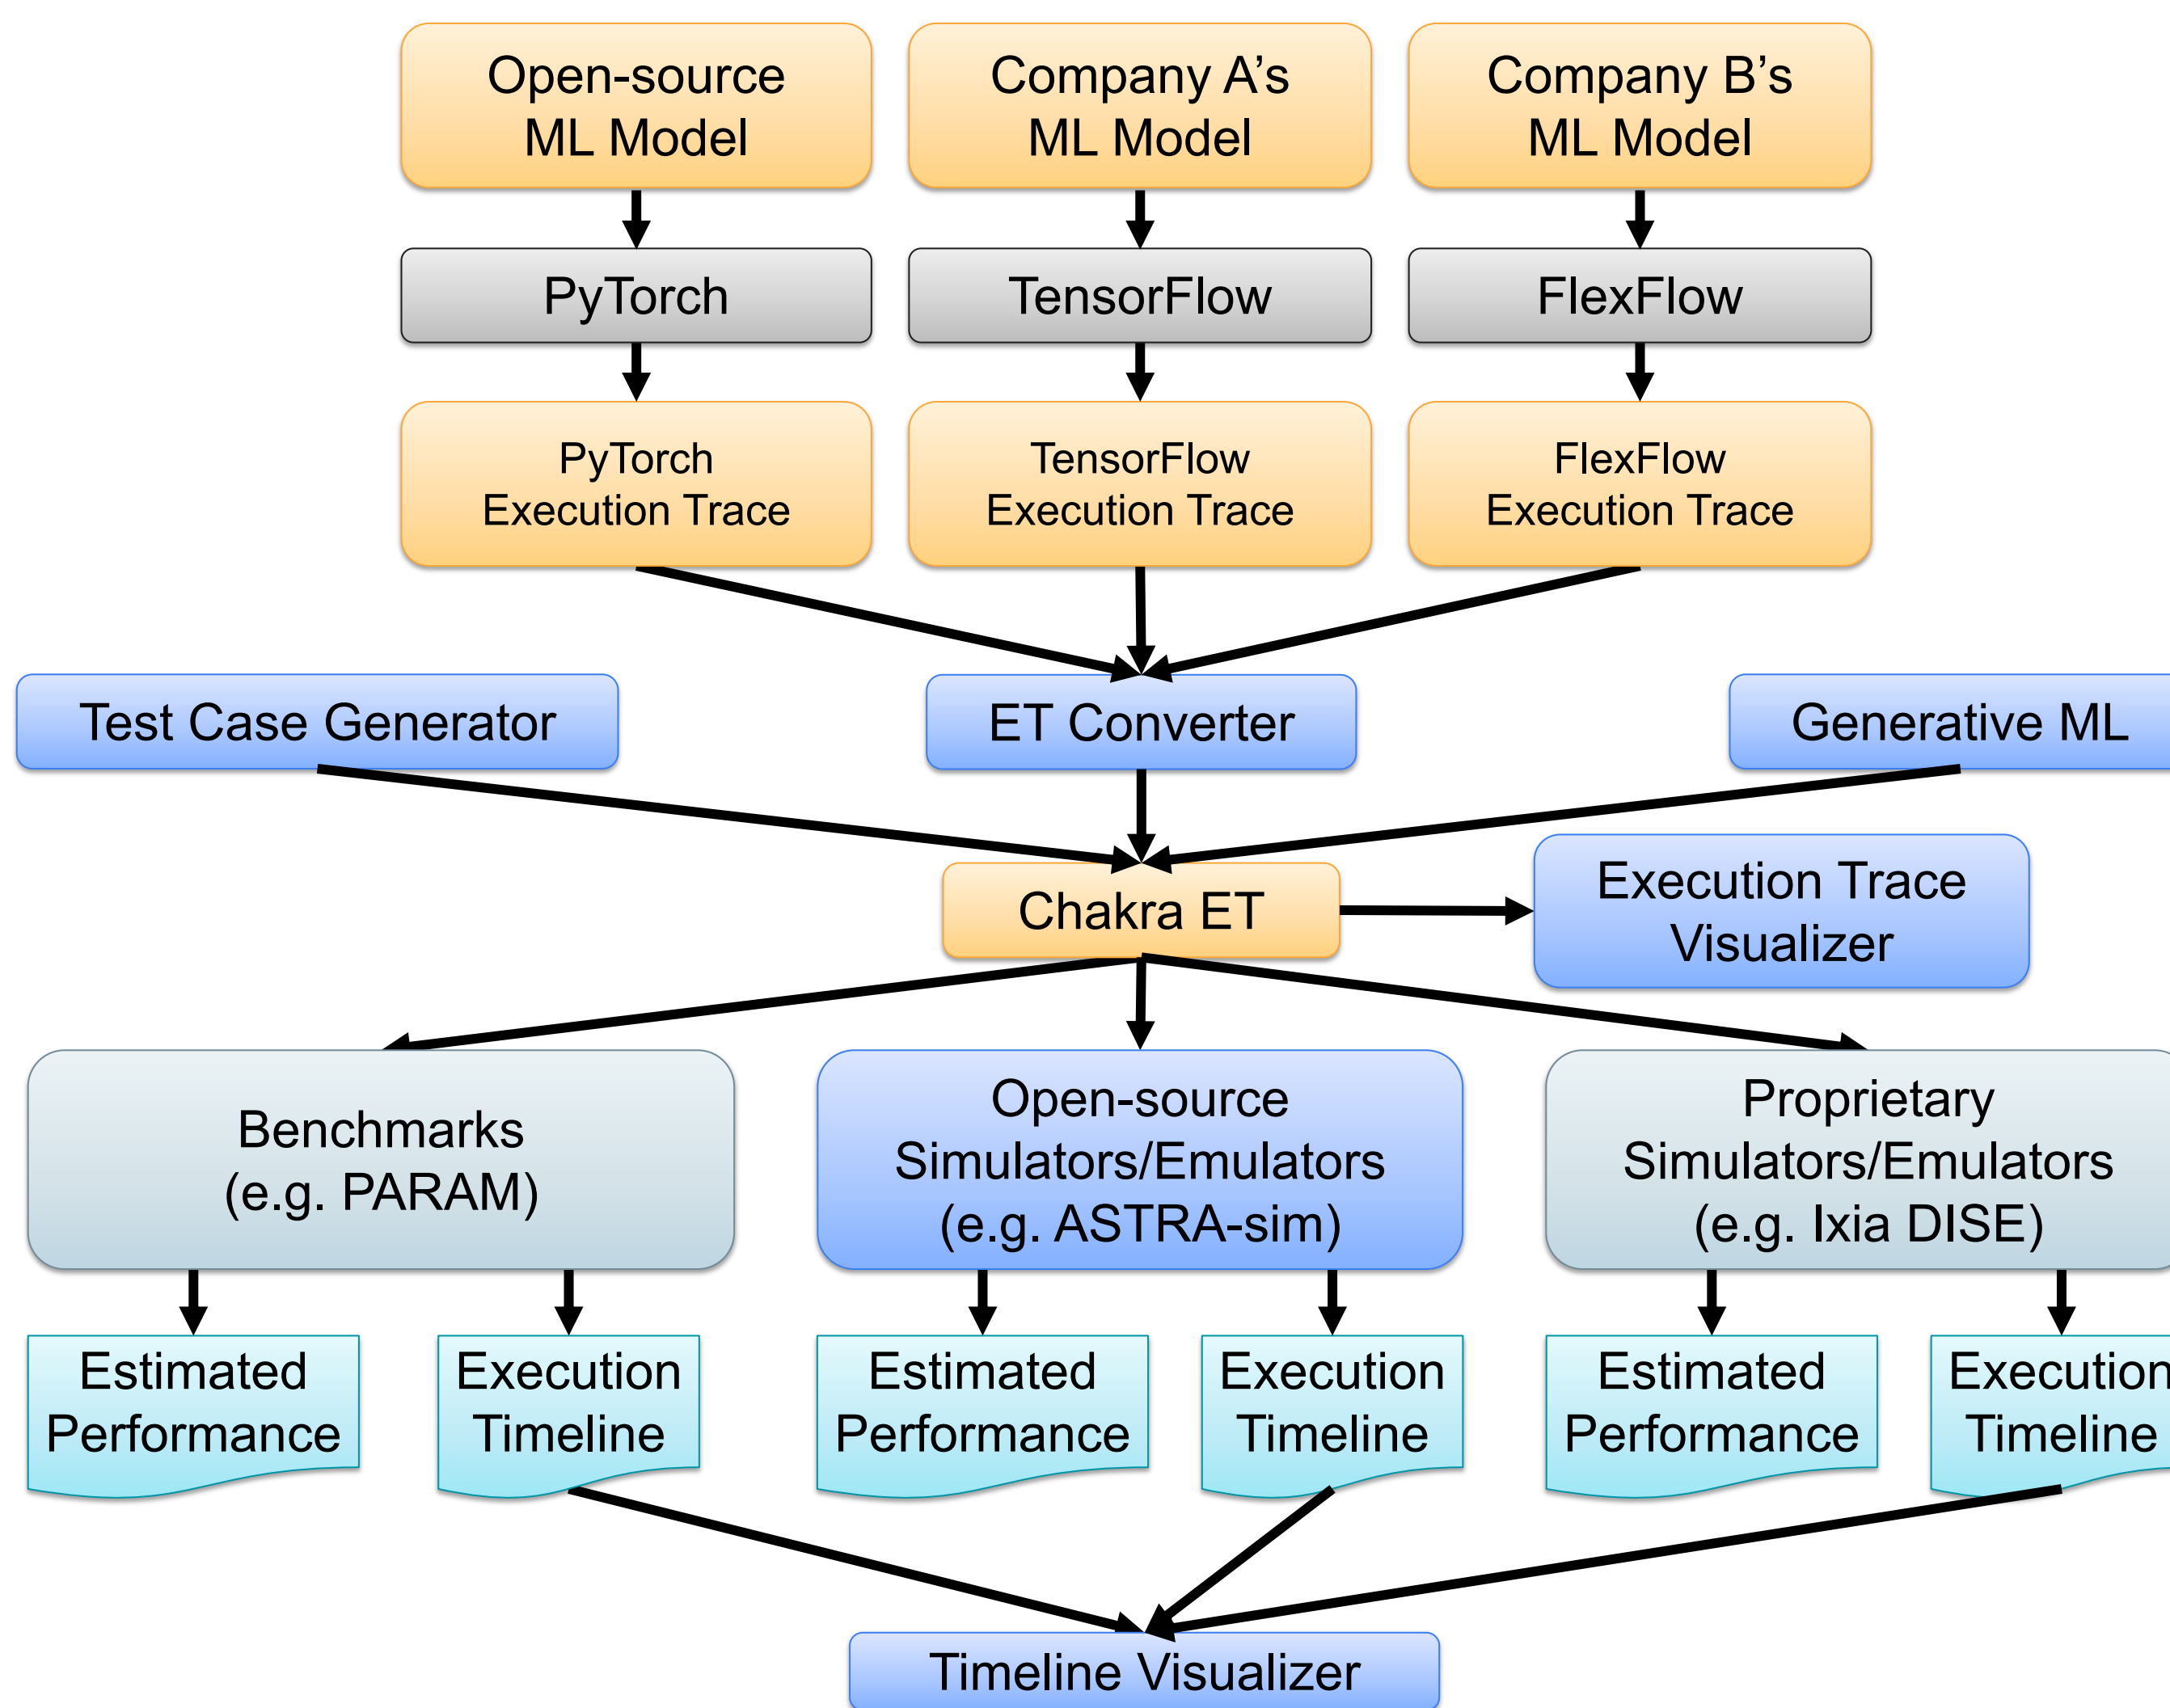 Open-source
ML Model
Company A's
ML Model
Company B's
ML Model
PyTorch
TensorFlow
FlexFlow
PyTorch
Execution Trace
TensorFlow
Execution Trace
FlexFlow
Execution Trace
Test Case Generator
ET Converter
Generative ML
Chakra ET
Execution Trace
Visualizer
Benchmarks
(e.g. PARAM)
Open-source
Simulators/Emulators
(e.g. ASTRA-sim)
Proprietary
Simulators/Emulators
(e.g. Ixia DISE)
Estimated
Performance
Execution
Timeline
Estimated
Performance
Execution
Timeline
Estimated
Performance
Execution
Timeline
Timeline Visualizer